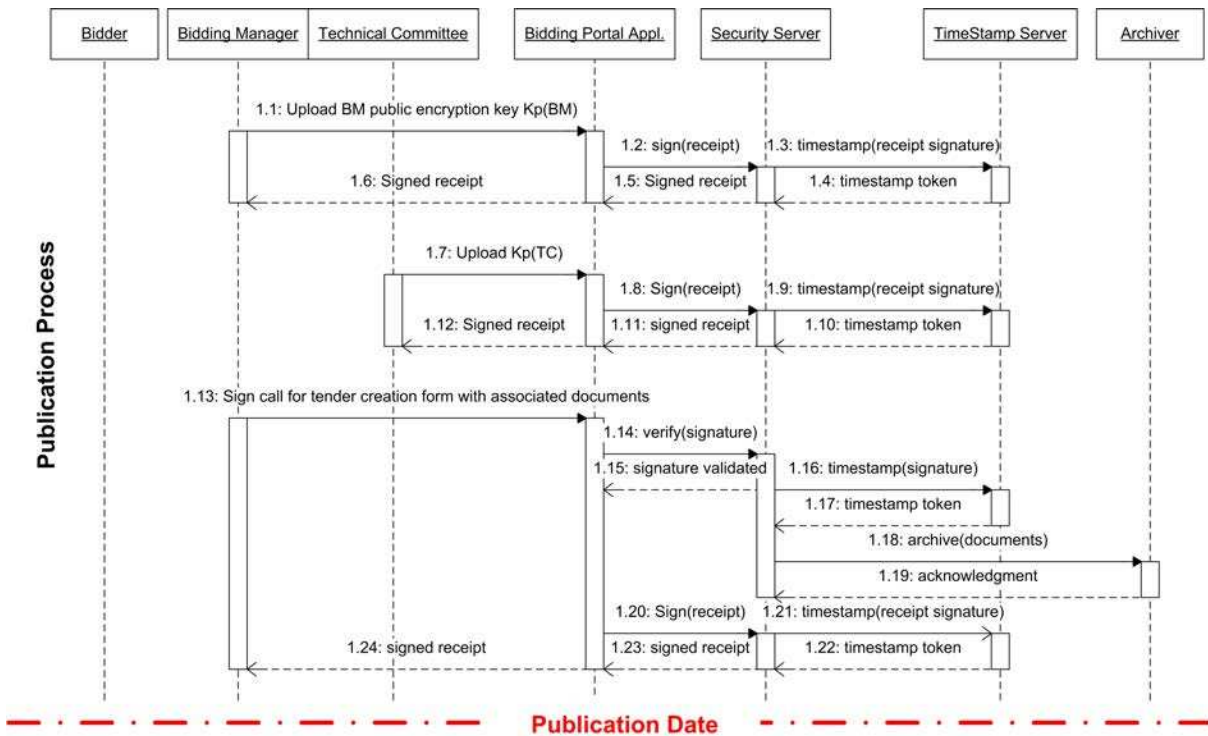 Bidder
Bidding Manager
Technical Committee
Bidding Portal Appl.
Security Server
TimeStamp Server
Archiver
Publication Process
1.1: Upload BM public encryption key Kp(BM)
1.2: sign(receipt)
1.3: timestamp(receipt signature)
1.6: Signed receipt
1.5: Signed receipt
1.4: timestamp token
1.7: Upload Kp(TC)
1.8: Sign(receipt)
1.9: timestamp(receipt signature)
1.12: Signed receipt
1.11: signed receipt
1.10: timestamp token
1.13: Sign call for tender creation form with associated documents
1.14: verify(signature)
1.15: signature validated
1.16: timestamp(signature)
1.17: timestamp token
1.18: archive(documents)
1.19: acknowledgment
1.20: Sign(receipt)
1.21: timestamp(receipt signature)
1.24: signed receipt
1.23: signed receipt
1.22: timestamp token
Publication Date